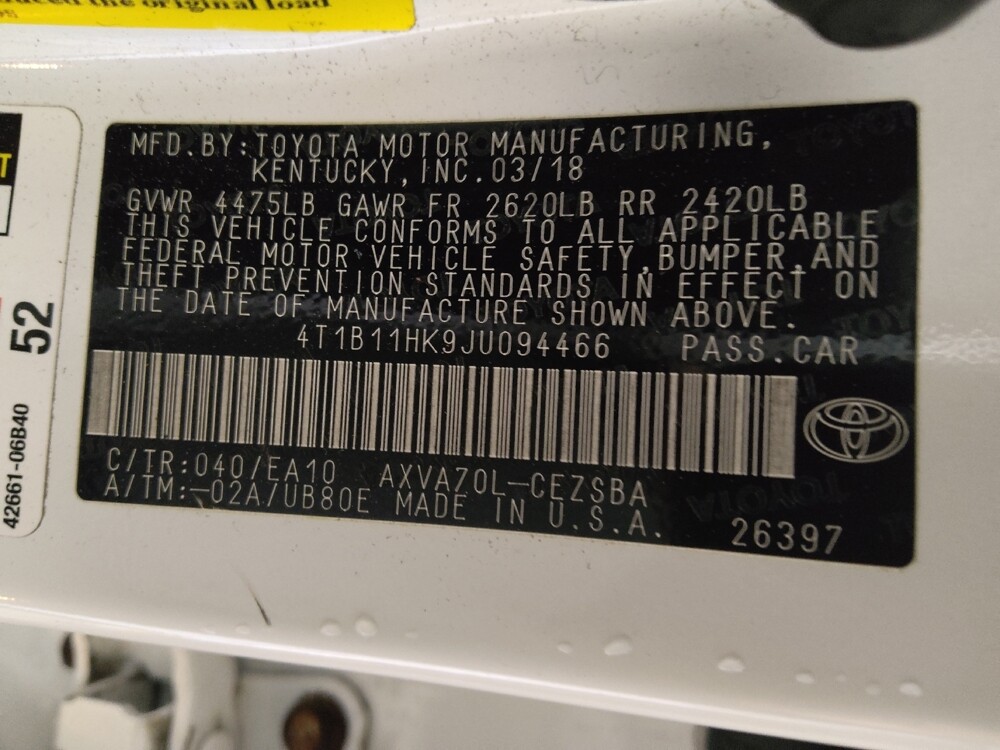 the original load
T
52
42661-06B40
MFD. BY: TOYOTA MOTOR MANUFACTURING,
KENTUCKY, INC. 03/18
GVWR 4475LB GAWR FR 2620LB RR 2420LB
THIS VEHICLE CONFORMS TO ALL APPLICABLE
FEDERAL MOTOR VEHICLE SAFETY, BUMPER, AND
THEFT PREVENTION STANDARDS IN EFFECT ON
THE DATE OF MANUFACTURE SHOWN ABOVE.
4T1B11HK9JU094466 PASS. CAR
C/TR: 040/EA10 AXVA70L-CEZSBA
A/TM: -02A/UB80E MADE IN U.S.A.
26397